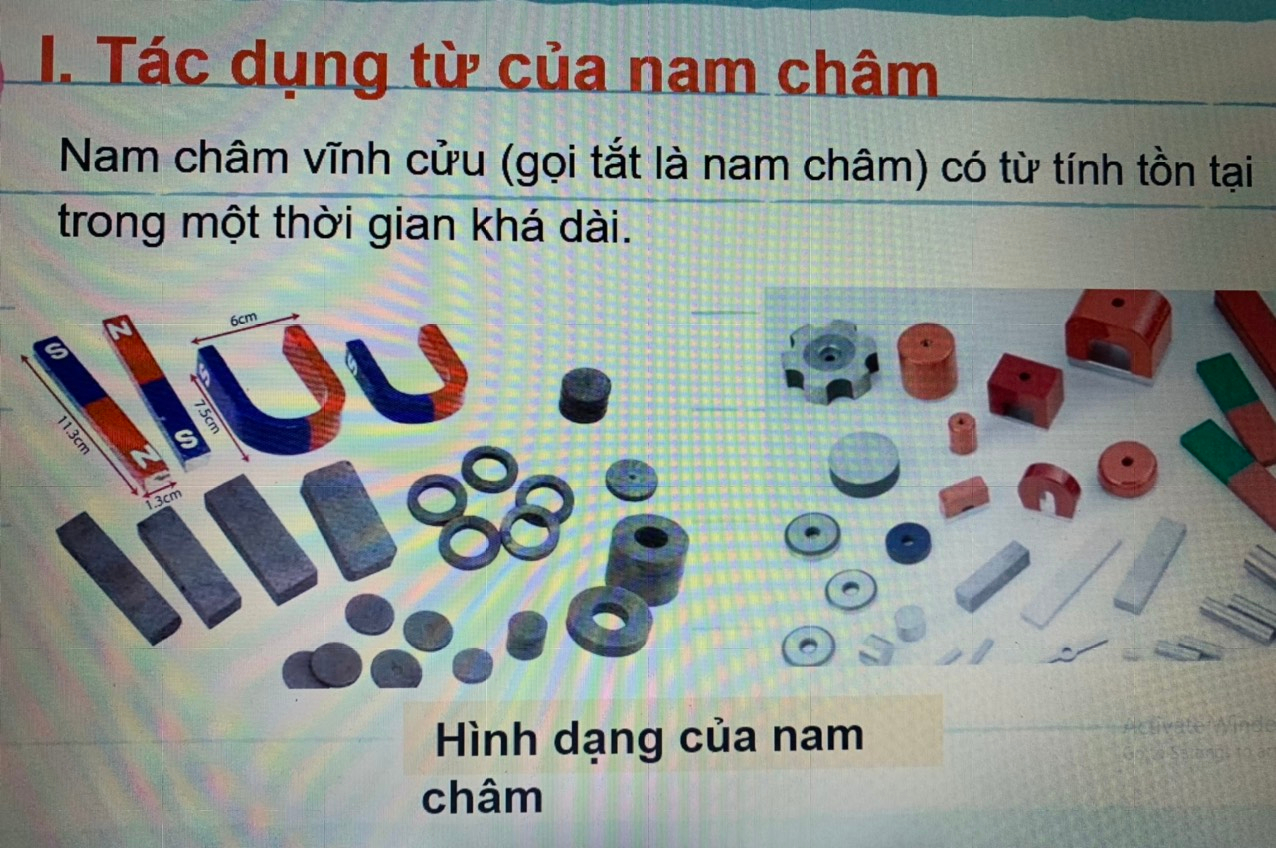 I. Tác dụng từ của nam châm
Nam châm vĩnh cửu (gọi tắt là nam châm) có từ tính tồn tại
trong một thời gian khá dài.
6cm
N
S
S
S
7.5cm
11.3cm
S
N
1.3cm
Hình dạng của nam
châm
Activate Windo